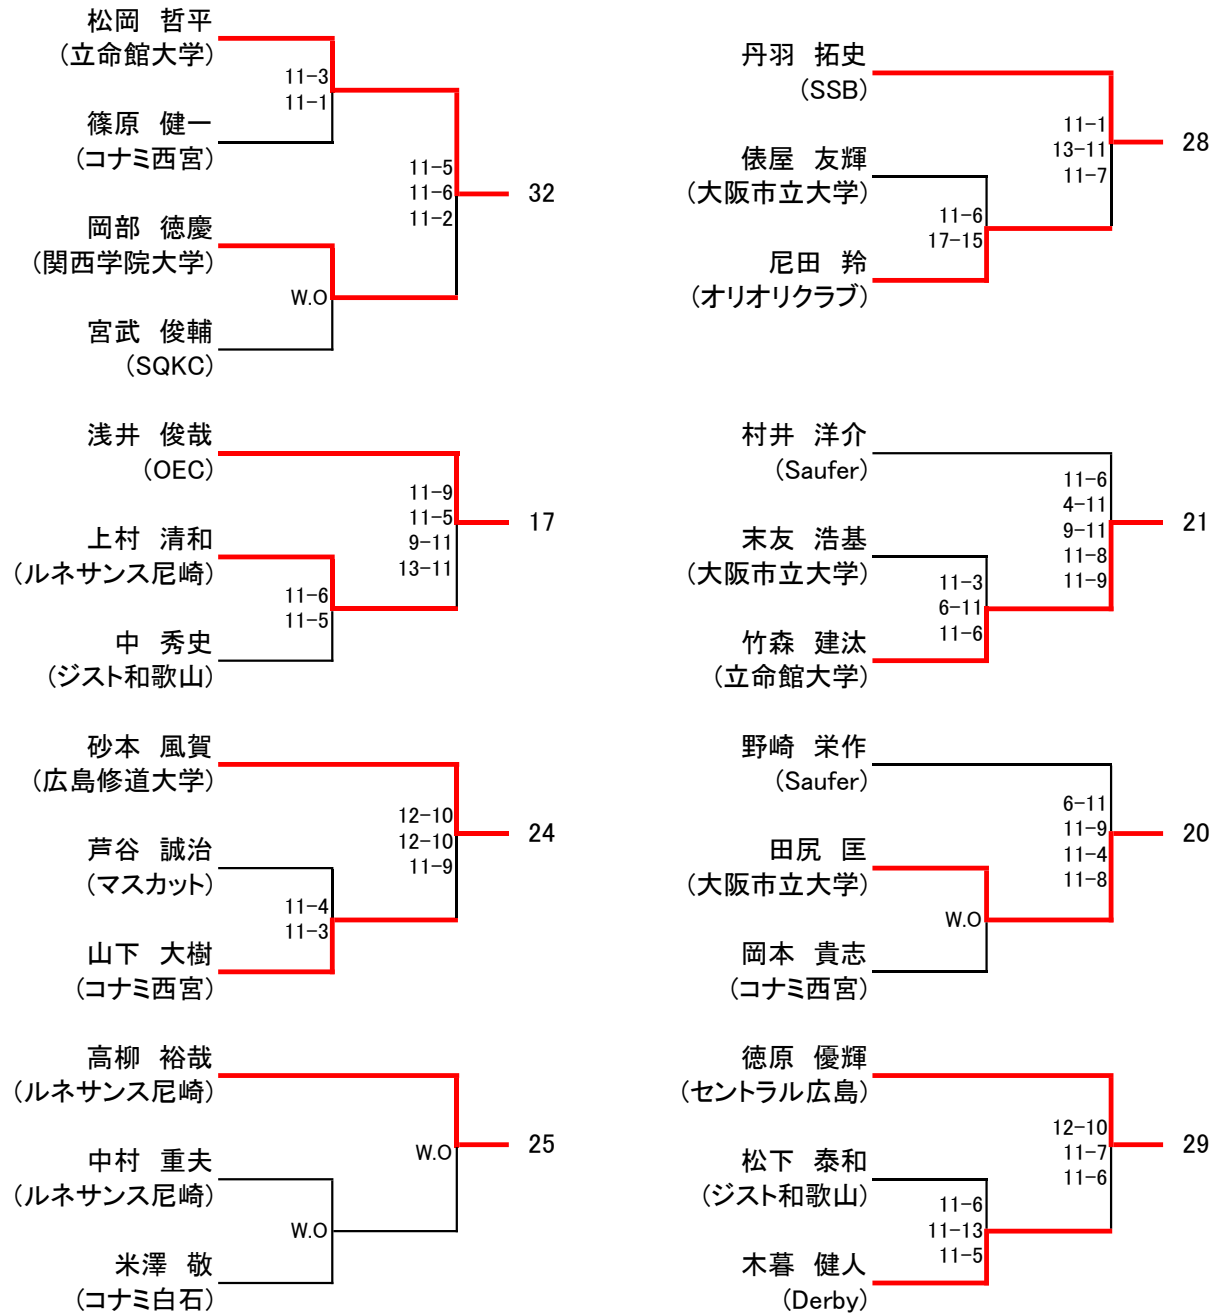 松岡 哲平
(立命館大学)
11-3
11-1
篠原 健一
(コナミ西宮)
11-5
11-6
11-2
32
岡部 徳慶
(関西学院大学)
W.O
宮武 俊輔
(SQKC)
浅井 俊哉
(OEC)
11-9
11-5
9-11
13-11
17
上村 清和
(ルネサンス尼崎)
11-6
11-5
中 秀史
(ジスト和歌山)
砂本 風賀
(広島修道大学)
12-10
12-10
11-9
24
芦谷 誠治
(マスカット)
11-4
11-3
山下 大樹
(コナミ西宮)
高柳 裕哉
(ルネサンス尼崎)
W.O
25
中村 重夫
(ルネサンス尼崎)
W.O
米澤 敬
(コナミ白石)
丹羽 拓史
(SSB)
11-1
13-11
11-7
28
俵屋 友輝
(大阪市立大学)
11-6
17-15
尼田 羚
(オリオリクラブ)
村井 洋介
(Saufer)
11-6
4-11
9-11
11-8
11-9
21
末友 浩基
(大阪市立大学)
11-3
6-11
11-6
竹森 建汰
(立命館大学)
野崎 栄作
(Saufer)
6-11
11-9
11-4
11-8
20
田尻 匡
(大阪市立大学)
W.O
岡本 貴志
(コナミ西宮)
徳原 優輝
(セントラル広島)
12-10
11-7
11-6
29
松下 泰和
(ジスト和歌山)
11-6
11-13
11-5
木暮 健人
(Derby)